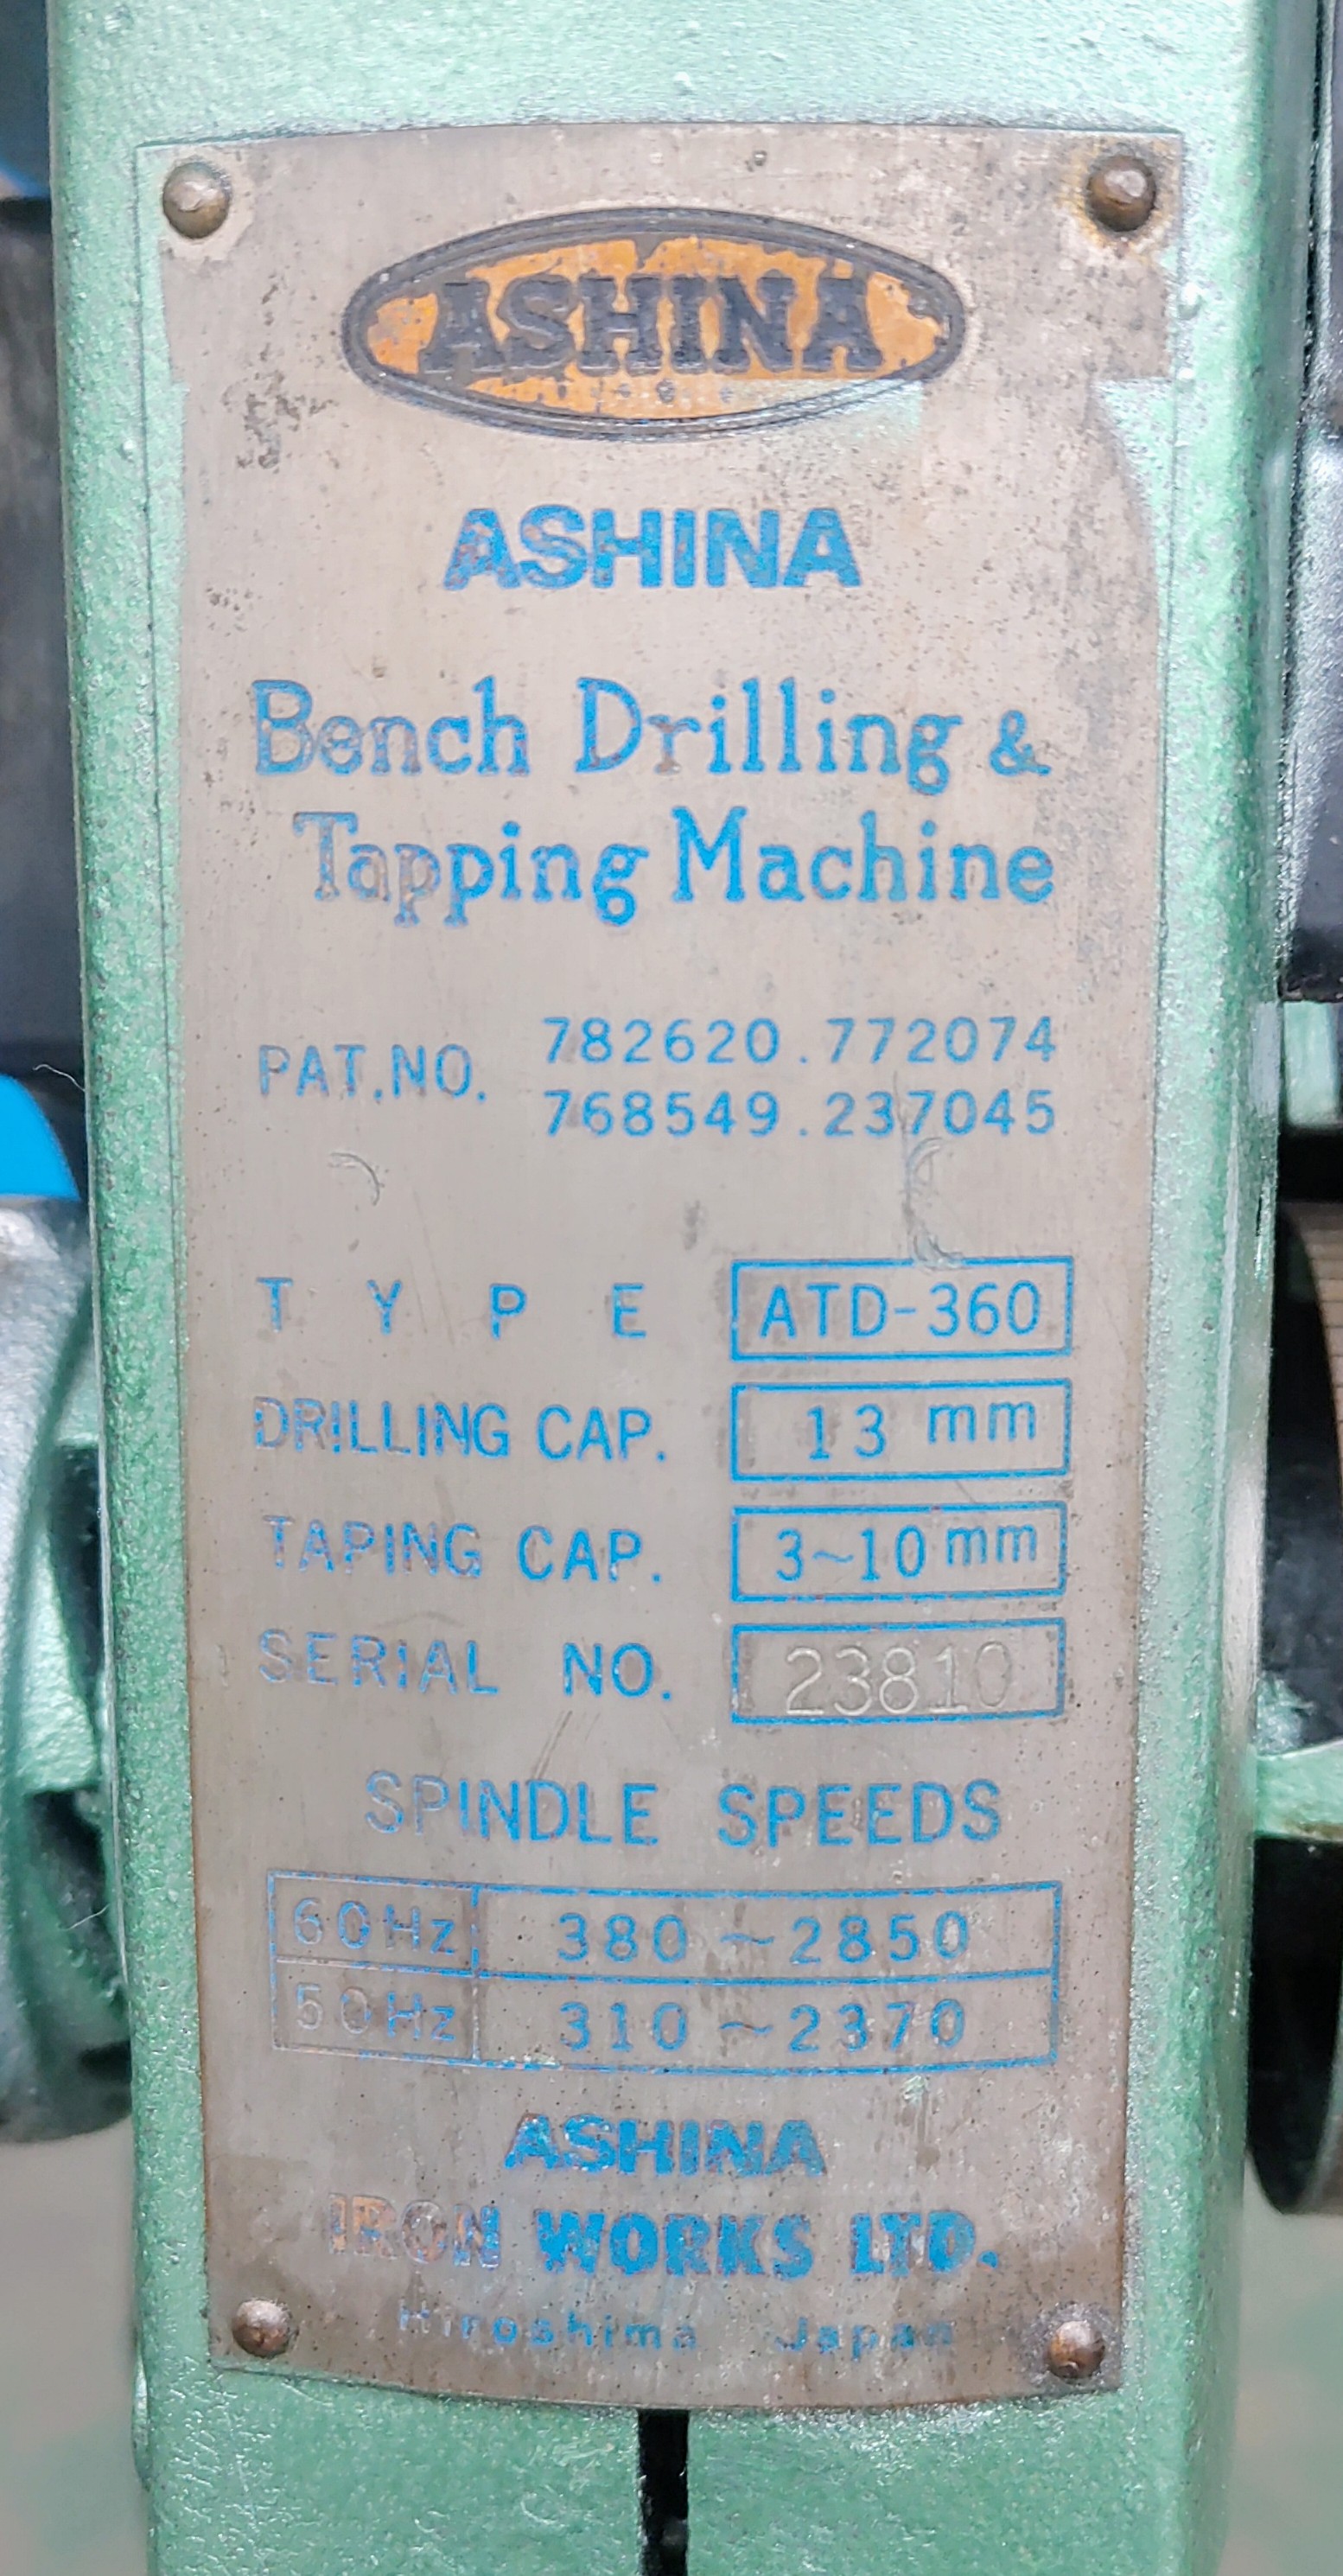 ASHINA
ASHINA
Bench Drilling &
Tapping Machine
PAT.NO. 782620.772074
768549.237045
TYPE ATD-360
DRILLING CAP. 13 mm
TAPING CAP. 3~10 mm
SERIAL NO. 23810
SPINDLE SPEEDS
60Hz 380~2850
50Hz 310~2370
ASHINA
IRON WORKS LTD.
Hiroshima Japan